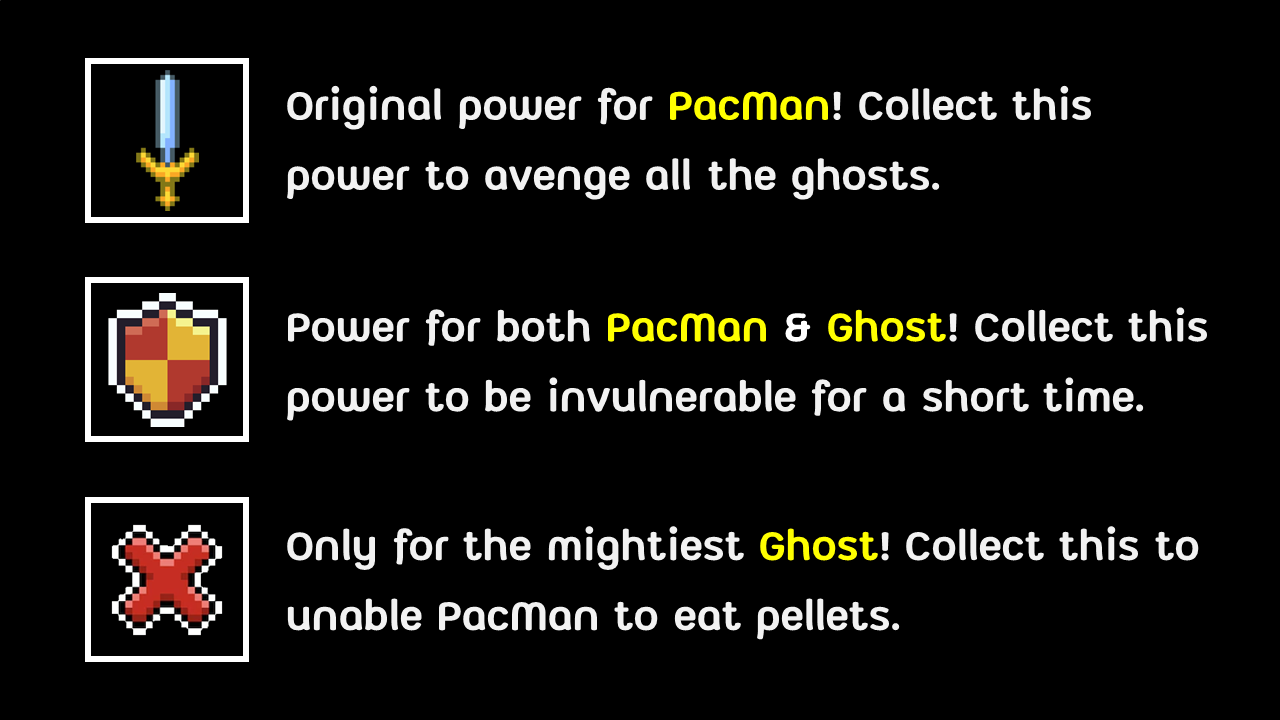 Original power for PacMan! Collect this
power to avenge all the ghosts.
Power for both PacMan & Ghost! Collect this
power to be invulnerable for a short time.
Only for the mightiest Ghost! Collect this to
unable PacMan to eat pellets.